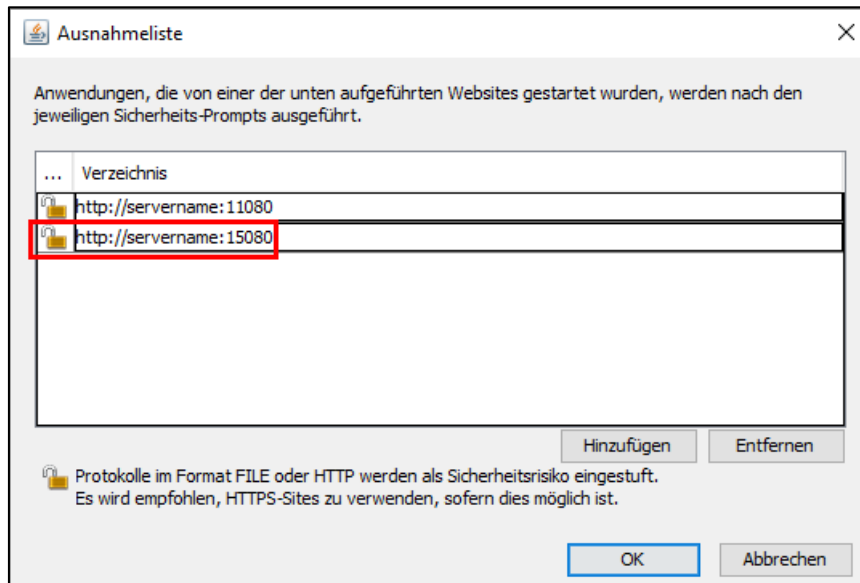 Ausnahmeliste
Anwendungen, die von einer der unten aufgeführten Websites gestartet wurden, werden nach den
jeweiligen Sicherheits-Prompts ausgeführt.
... Verzeichnis
http://servername:11080
http://servername:15080
Hinzufügen Entfernen
Protokolle im Format FILE oder HTTP werden als Sicherheitsrisiko eingestuft.
Es wird empfohlen, HTTPS-Sites zu verwenden, sofern dies möglich ist.
OK Abbrechen